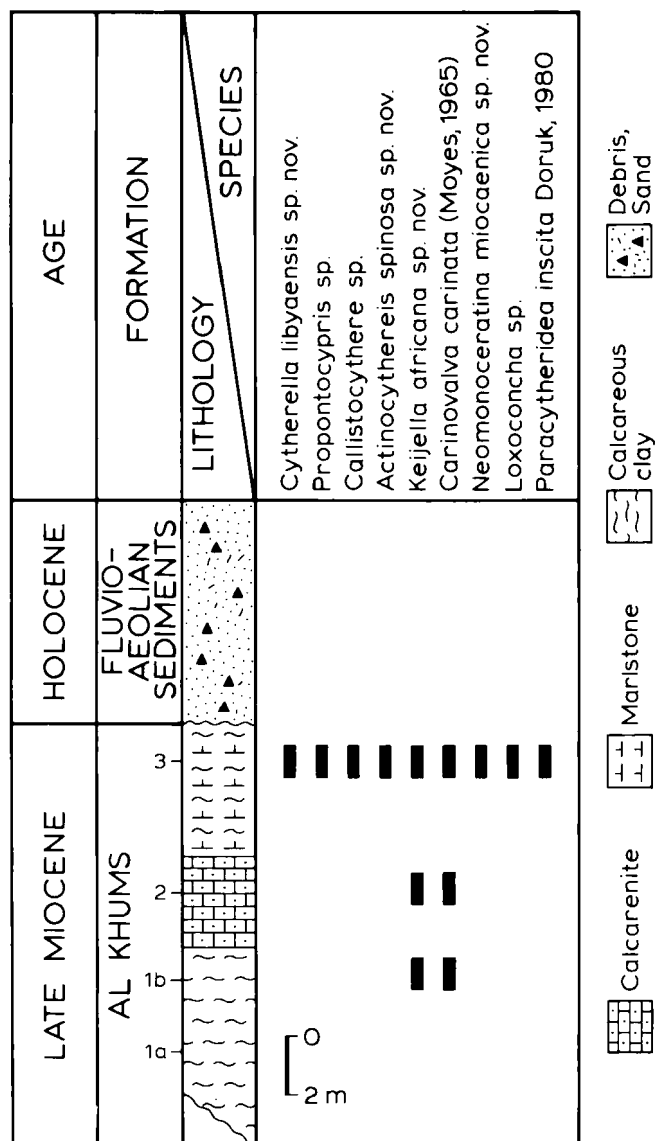 AGE
FORMATION
LITHOLOGY
SPECIES
Cytherella libyaensis sp. nov.
Propontocypris sp.
Callistocythere sp.
Actinocythereis spinosa sp. nov.
Keijella africana sp. nov.
Carinovalva carinata (Moyes, 1965)
Neomonoceratina miocaenica sp. nov.
Loxoconcha sp.
Paracytheridea inscita Doruk, 1980
HOLOCENE
FLUVIO-
AEOLIAN
SEDIMENTS
LATE MIOCENE
AL KHUMS
3
2
1b
1a
0
2 m
Calcarenite
Marlstone
Calcareous
clay
Debris,
Sand